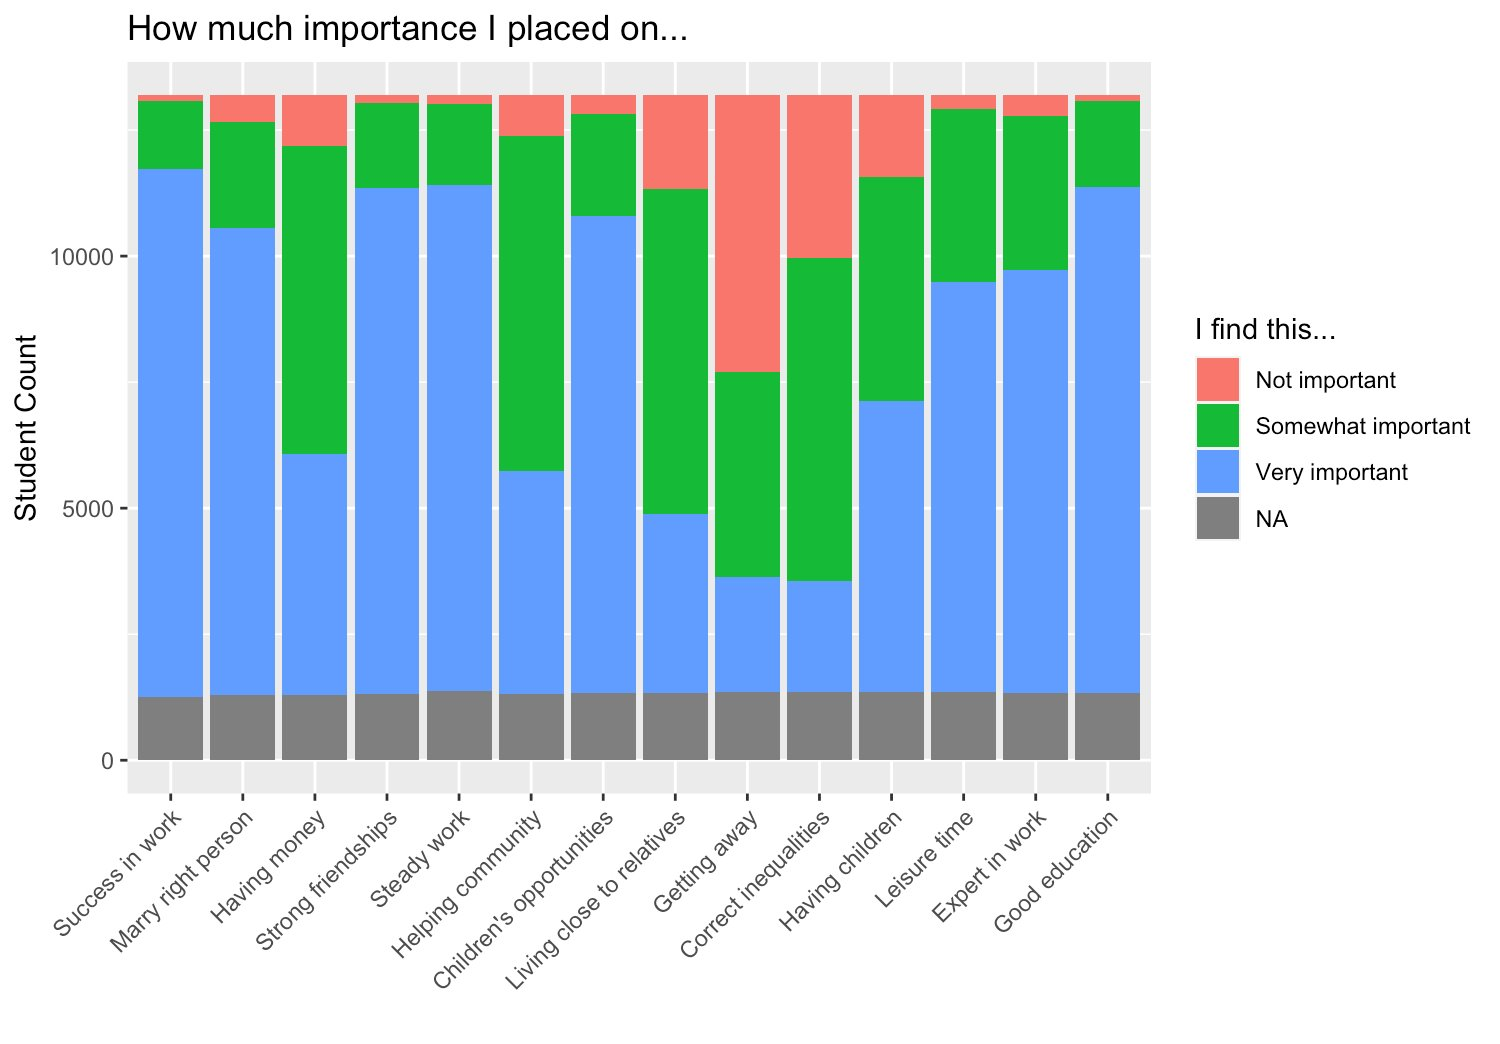 How much importance I placed on...
Student Count
10000
5000
0
Success in work
Marry right person
Having money
Strong friendships
Steady work
Helping community
Children's opportunities
Living close to relatives
Getting away
Correct inequalities
Having children
Leisure time
Expert in work
Good education
I find this...
Not important
Somewhat important
Very important
NA